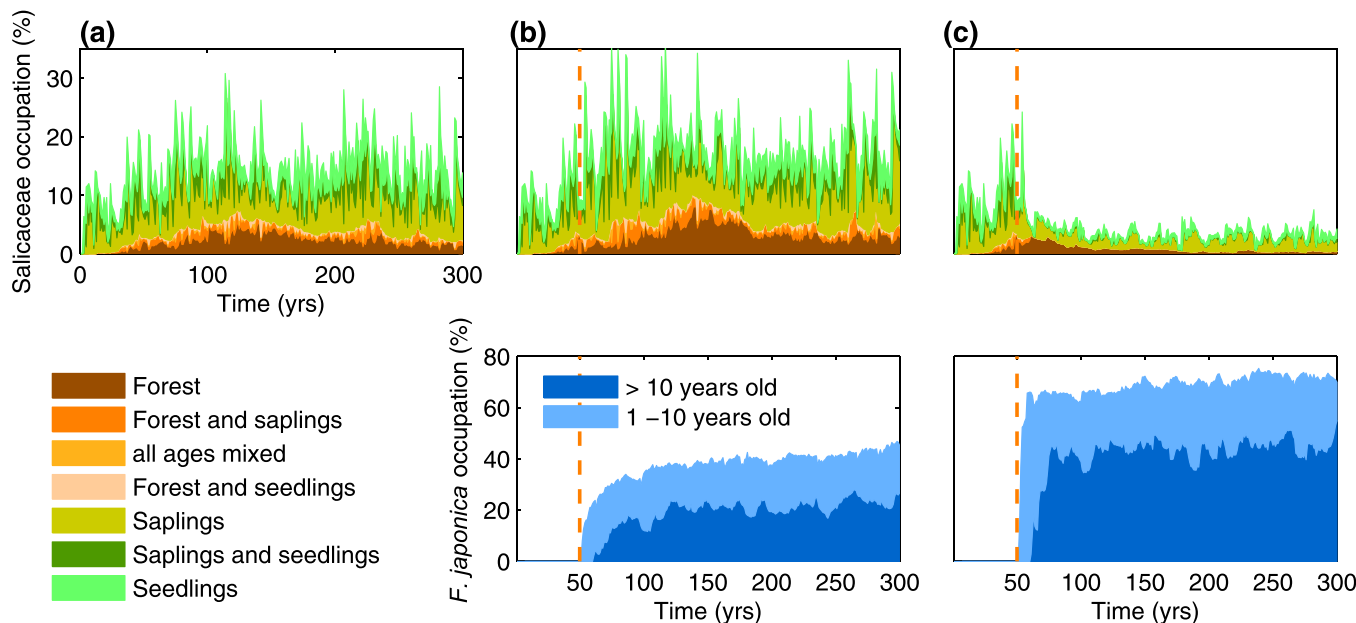 (a)
(b)
(c)
Salicaceae occupation (%)
30
20
10
0
0
100
200
300
Time (yrs)
Forest
Forest and saplings
all ages mixed
Forest and seedlings
Saplings
Saplings and seedlings
Seedlings
F. japonica occupation (%)
80
60
40
20
0
> 10 years old
1 –10 years old
50
100
150
200
250
300
Time (yrs)
50
100
150
200
250
300
Time (yrs)